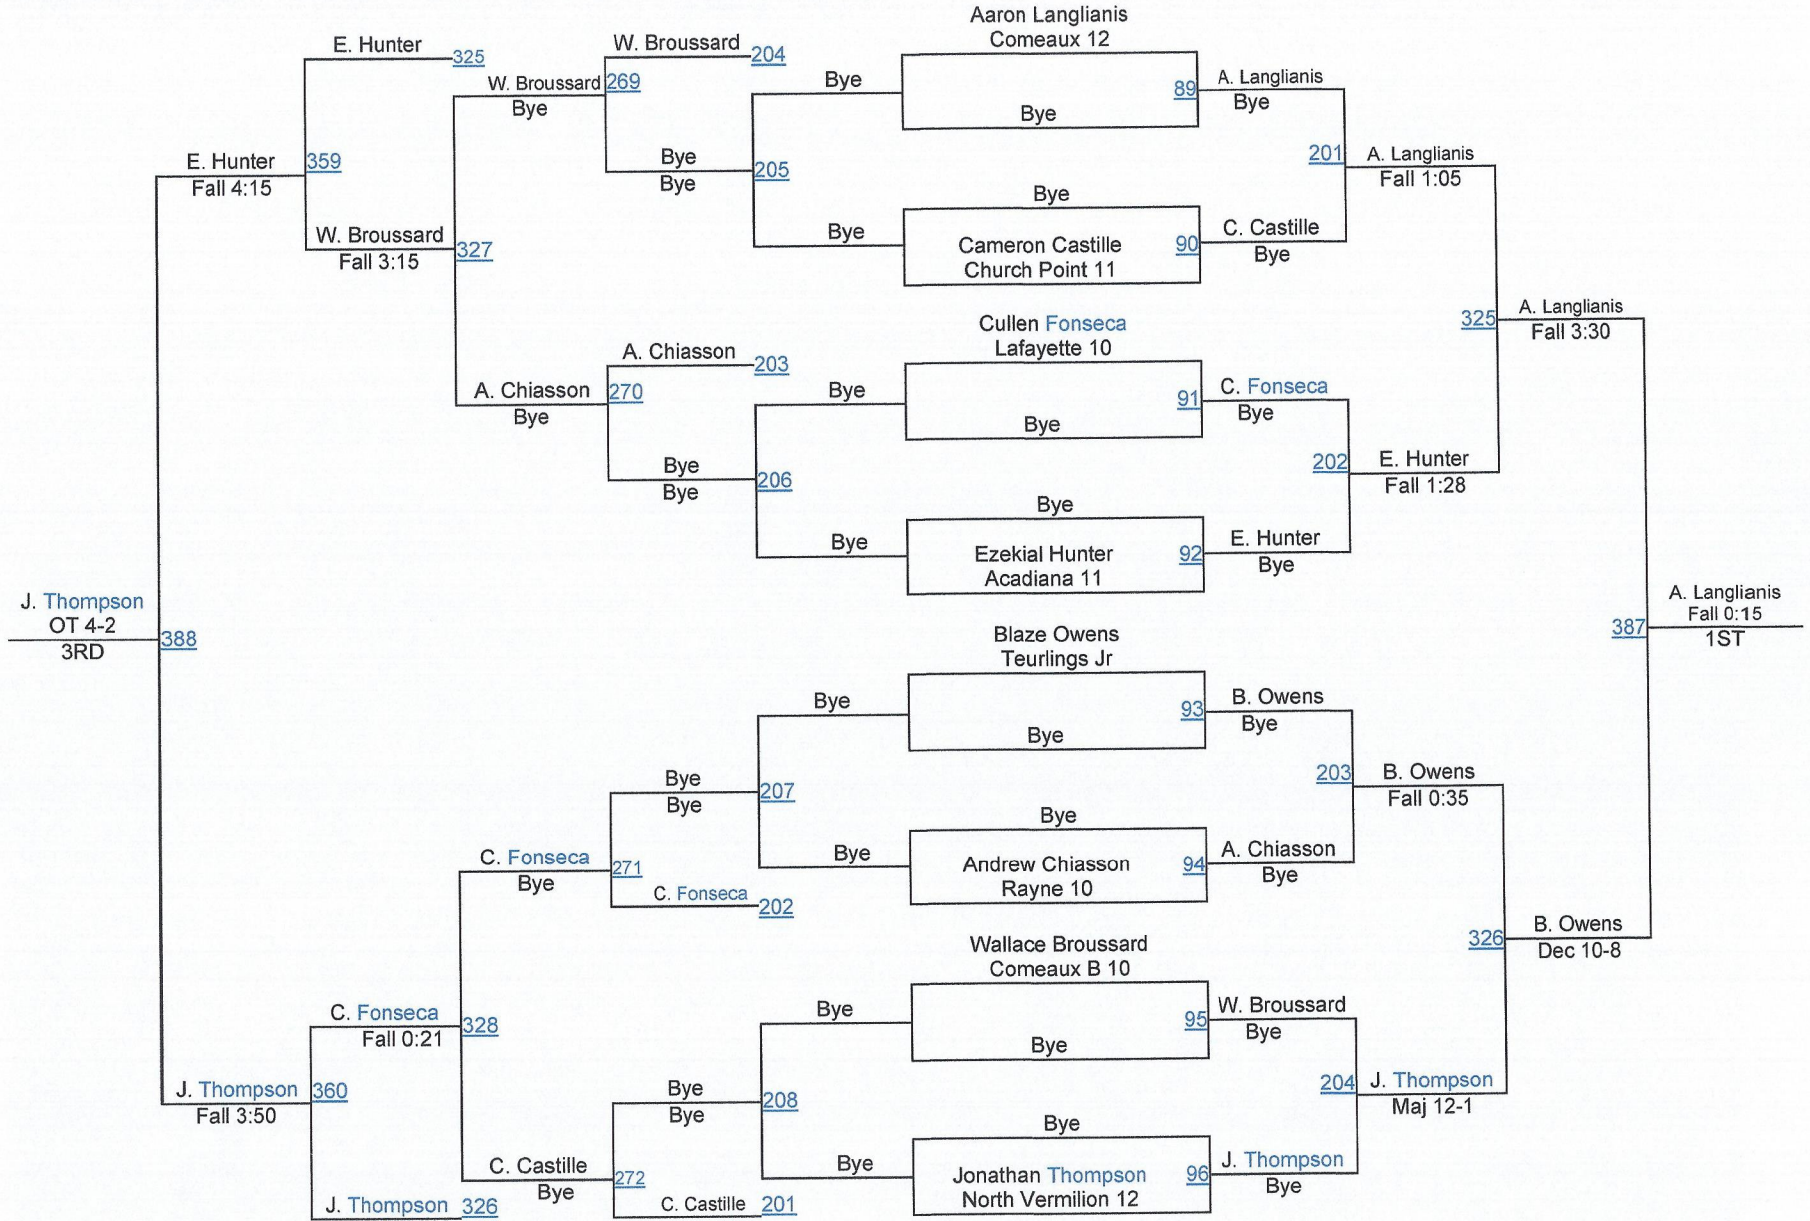 Aaron Langlianis
Comeaux 12
E. Hunter
325
W. Broussard
204
W. Broussard
269
Bye
Bye
89
A. Langlianis
Bye
Bye
E. Hunter
359
Fall 4:15
Bye
205
Bye
201
A. Langlianis
Fall 1:05
Bye
W. Broussard
327
Fall 3:15
Bye
Cameron Castille
90
Church Point 11
C. Castille
Bye
Cullen Fonseca
Lafayette 10
325
A. Langlianis
Fall 3:30
A. Chiasson
203
A. Chiasson
270
Bye
Bye
91
C. Fonseca
Bye
Bye
Bye
206
Bye
202
E. Hunter
Fall 1:28
Bye
Bye
Ezekial Hunter
92
Acadiana 11
E. Hunter
Bye
J. Thompson
OT 4-2
388
3RD
Blaze Owens
Teurlings Jr
387
A. Langlianis
Fall 0:15
1ST
Bye
93
B. Owens
Bye
Bye
Bye
207
Bye
203
B. Owens
Fall 0:35
Bye
C. Fonseca
271
Bye
Bye
Andrew Chiasson
94
Rayne 10
A. Chiasson
Bye
C. Fonseca
202
Wallace Broussard
Comeaux B 10
326
B. Owens
Dec 10-8
C. Fonseca
328
Fall 0:21
Bye
95
W. Broussard
Bye
Bye
J. Thompson
360
Fall 3:50
Bye
208
Bye
204
J. Thompson
Maj 12-1
Bye
C. Castille
272
Bye
Bye
Jonathan Thompson
96
North Vermilion 12
J. Thompson
Bye
J. Thompson
326
C. Castille
201